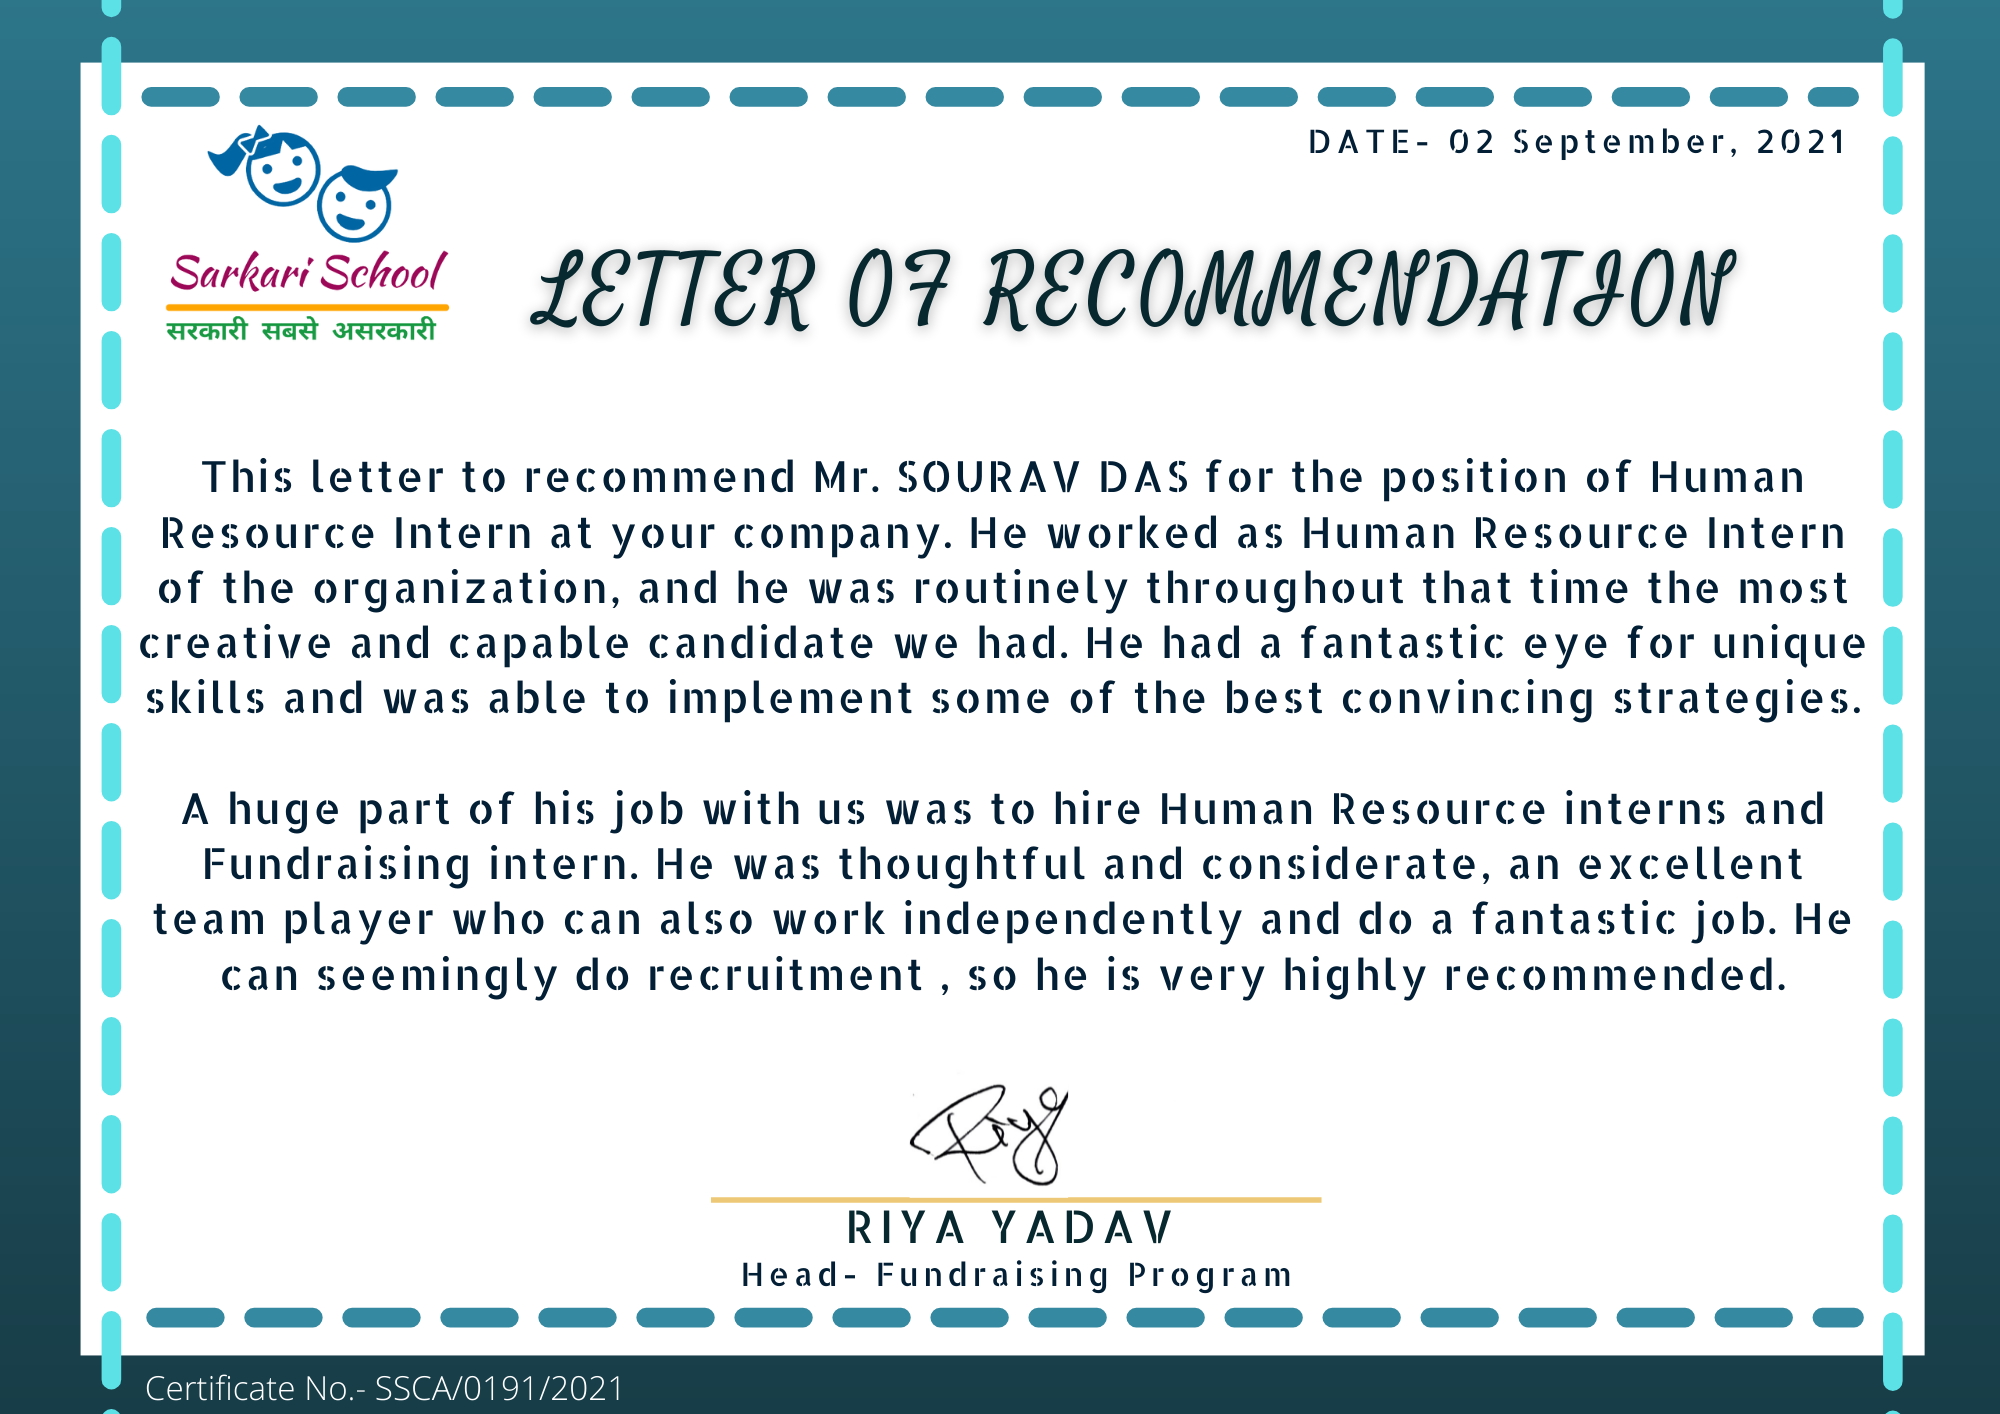 DATE- 02 September, 2021
Sarkari School
सरकारी सबसे असरकारी
LETTER OF RECOMMENDATION
This letter to recommend Mr. SOURAV DAS for the position of Human
Resource Intern at your company. He worked as Human Resource Intern
of the organization, and he was routinely throughout that time the most
creative and capable candidate we had. He had a fantastic eye for unique
skills and was able to implement some of the best convincing strategies.
A huge part of his job with us was to hire Human Resource interns and
Fundraising intern. He was thoughtful and considerate, an excellent
team player who can also work independently and do a fantastic job. He
can seemingly do recruitment , so he is very highly recommended.
Riya
RIYA YADAV
Head- Fundraising Program
Certificate No.- SSCA/0191/2021